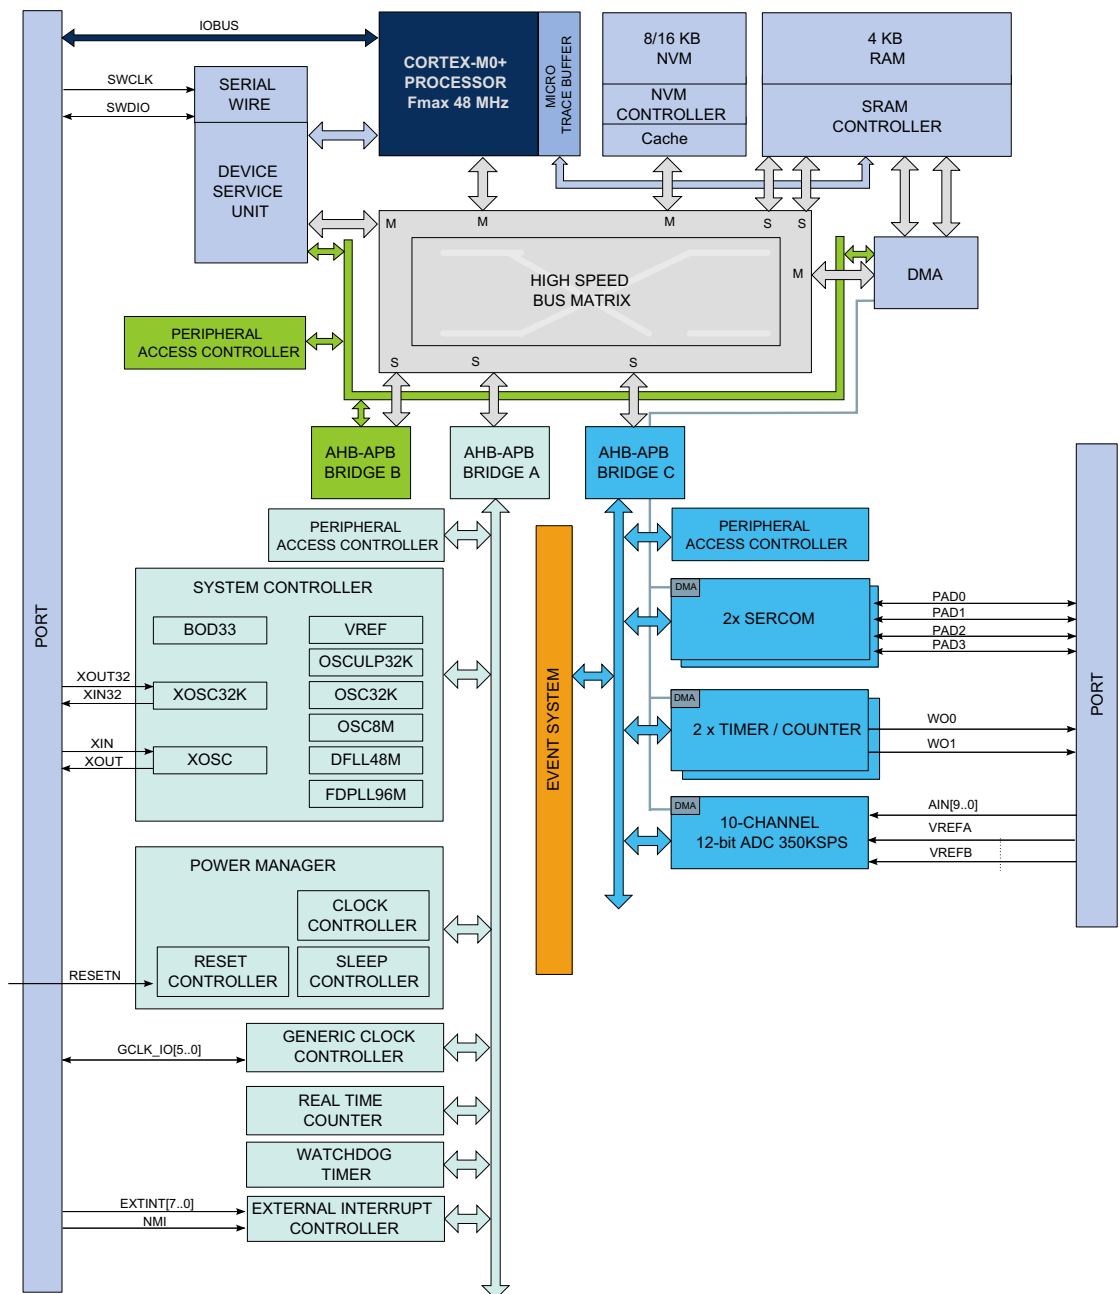 IOBUS
SWCLK
SWDIO
SERIAL
WIRE
DEVICE
SERVICE
UNIT
CORTEX-M0+
PROCESSOR
Fmax 48 MHz
MICRO
TRACE BUFFER
8/16 KB
NVM
NVM
CONTROLLER
Cache
4 KB
RAM
SRAM
CONTROLLER
M
M
M
S
S
M
HIGH SPEED
BUS MATRIX
DMA
S
S
S
PERIPHERAL
ACCESS CONTROLLER
AHB-APB
BRIDGE B
AHB-APB
BRIDGE A
AHB-APB
BRIDGE C
PORT
PERIPHERAL
ACCESS CONTROLLER
SYSTEM CONTROLLER
BOD33
VREF
OSCULP32K
XOSC32K
OSC32K
OSC8M
XOSC
DFLL48M
FDPLL96M
XOUT32
XIN32
XIN
XOUT
POWER MANAGER
CLOCK
CONTROLLER
RESET
CONTROLLER
SLEEP
CONTROLLER
RESETN
GCLK_IO[5..0]
GENERIC CLOCK
CONTROLLER
REAL TIME
COUNTER
WATCHDOG
TIMER
EXTINT[7..0]
NMI
EXTERNAL INTERRUPT
CONTROLLER
EVENT SYSTEM
PERIPHERAL
ACCESS CONTROLLER
DMA
2x SERCOM
PAD0
PAD1
PAD2
PAD3
DMA
2 x TIMER / COUNTER
WO0
WO1
DMA
10-CHANNEL
12-bit ADC 350KSPS
AIN[9..0]
VREFA
VREFB
PORT